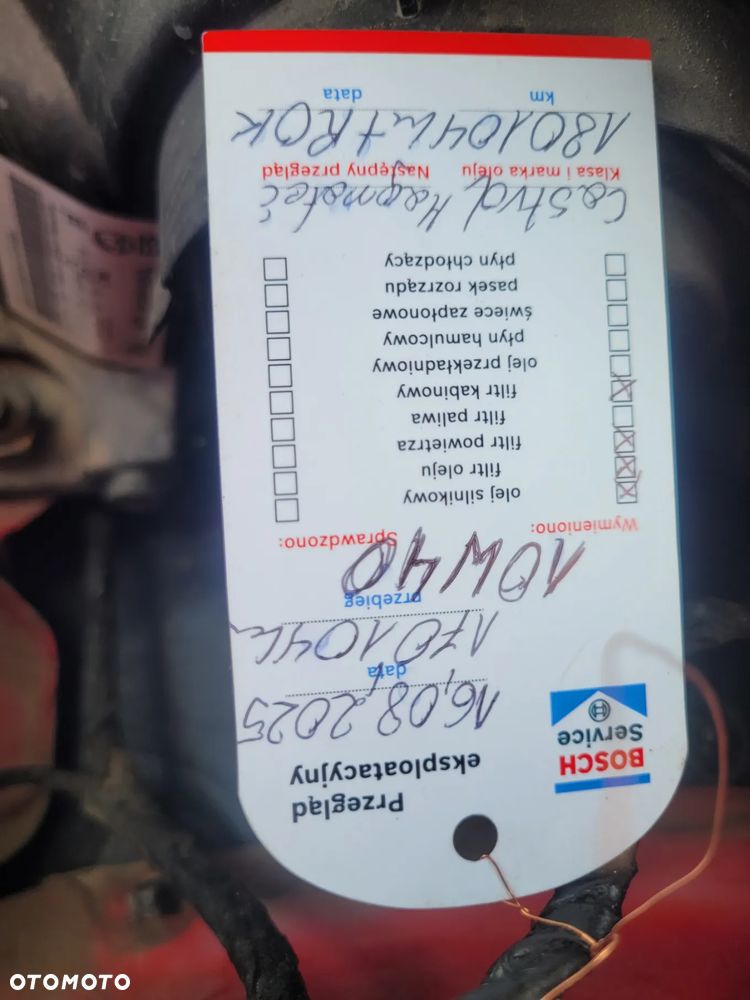 Przegląd
eksploatacyjny
BOSCH
Service
16.08.2025
data
170104 km
przebieg
10W40
Wymieniono: Sprawdzono:
olej silnikowy
filtr oleju
filtr powietrza
filtr paliwa
filtr kabinowy
olej przekładniowy
płyn hamulcowy
świece zapłonowe
pasek rozrządu
płyn chłodzący
Castrol Magnatec
Klasa i marka oleju Następny przegląd
180104 km + ROK
km data
OTOMOTO